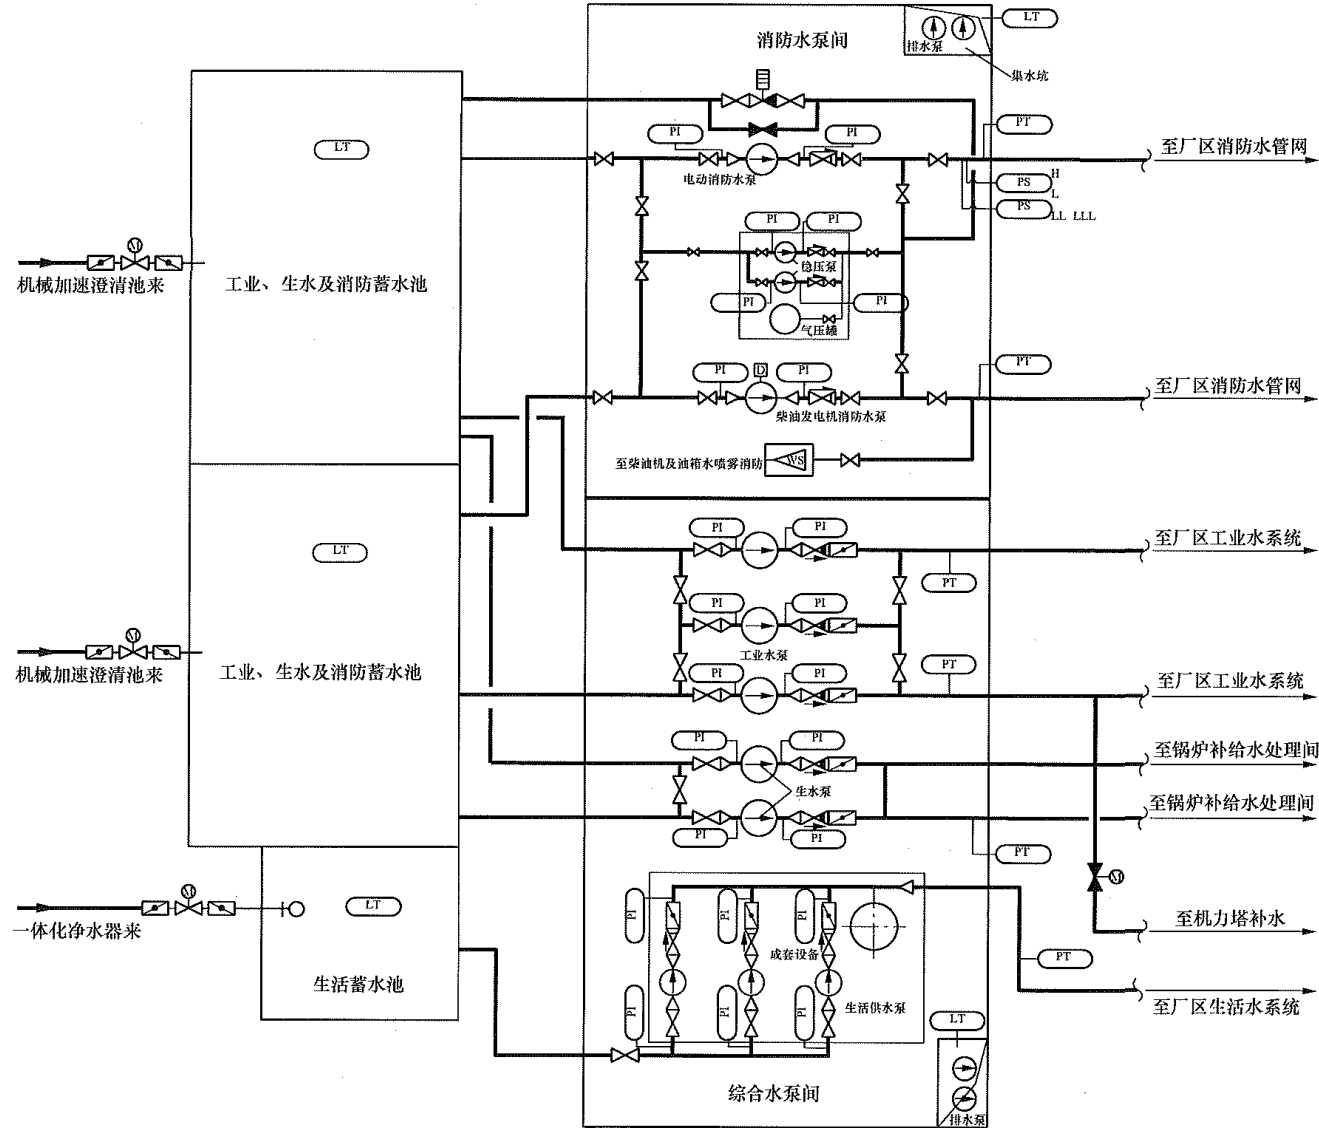 消防水泵间
LT
排水泵
集水坑
LT
PI
PI
PT
至厂区消防水管网
电动消防水泵
PS
H
L
PS
LL LLL
PI
PI
M
稳压泵
机械加速澄清池来
工业、生水及消防蓄水池
PI
PI
气压罐
PI
D
PI
PT
至厂区消防水管网
柴油发电机消防水泵
至柴油机及油箱水喷雾消防
WS
LT
PI
PI
至厂区工业水系统
PT
PI
PI
M
工业水泵
机械加速澄清池来
工业、生水及消防蓄水池
PI
PI
PT
至厂区工业水系统
PI
PI
至锅炉补给水处理间
生水泵
至锅炉补给水处理间
PI
PI
PT
M
M
LT
PI
PI
PI
一体化净水器来
至机力塔补水
成套设备
PT
生活蓄水池
生活供水泵
至厂区生活水系统
PI
PI
PI
LT
综合水泵间
排水泵